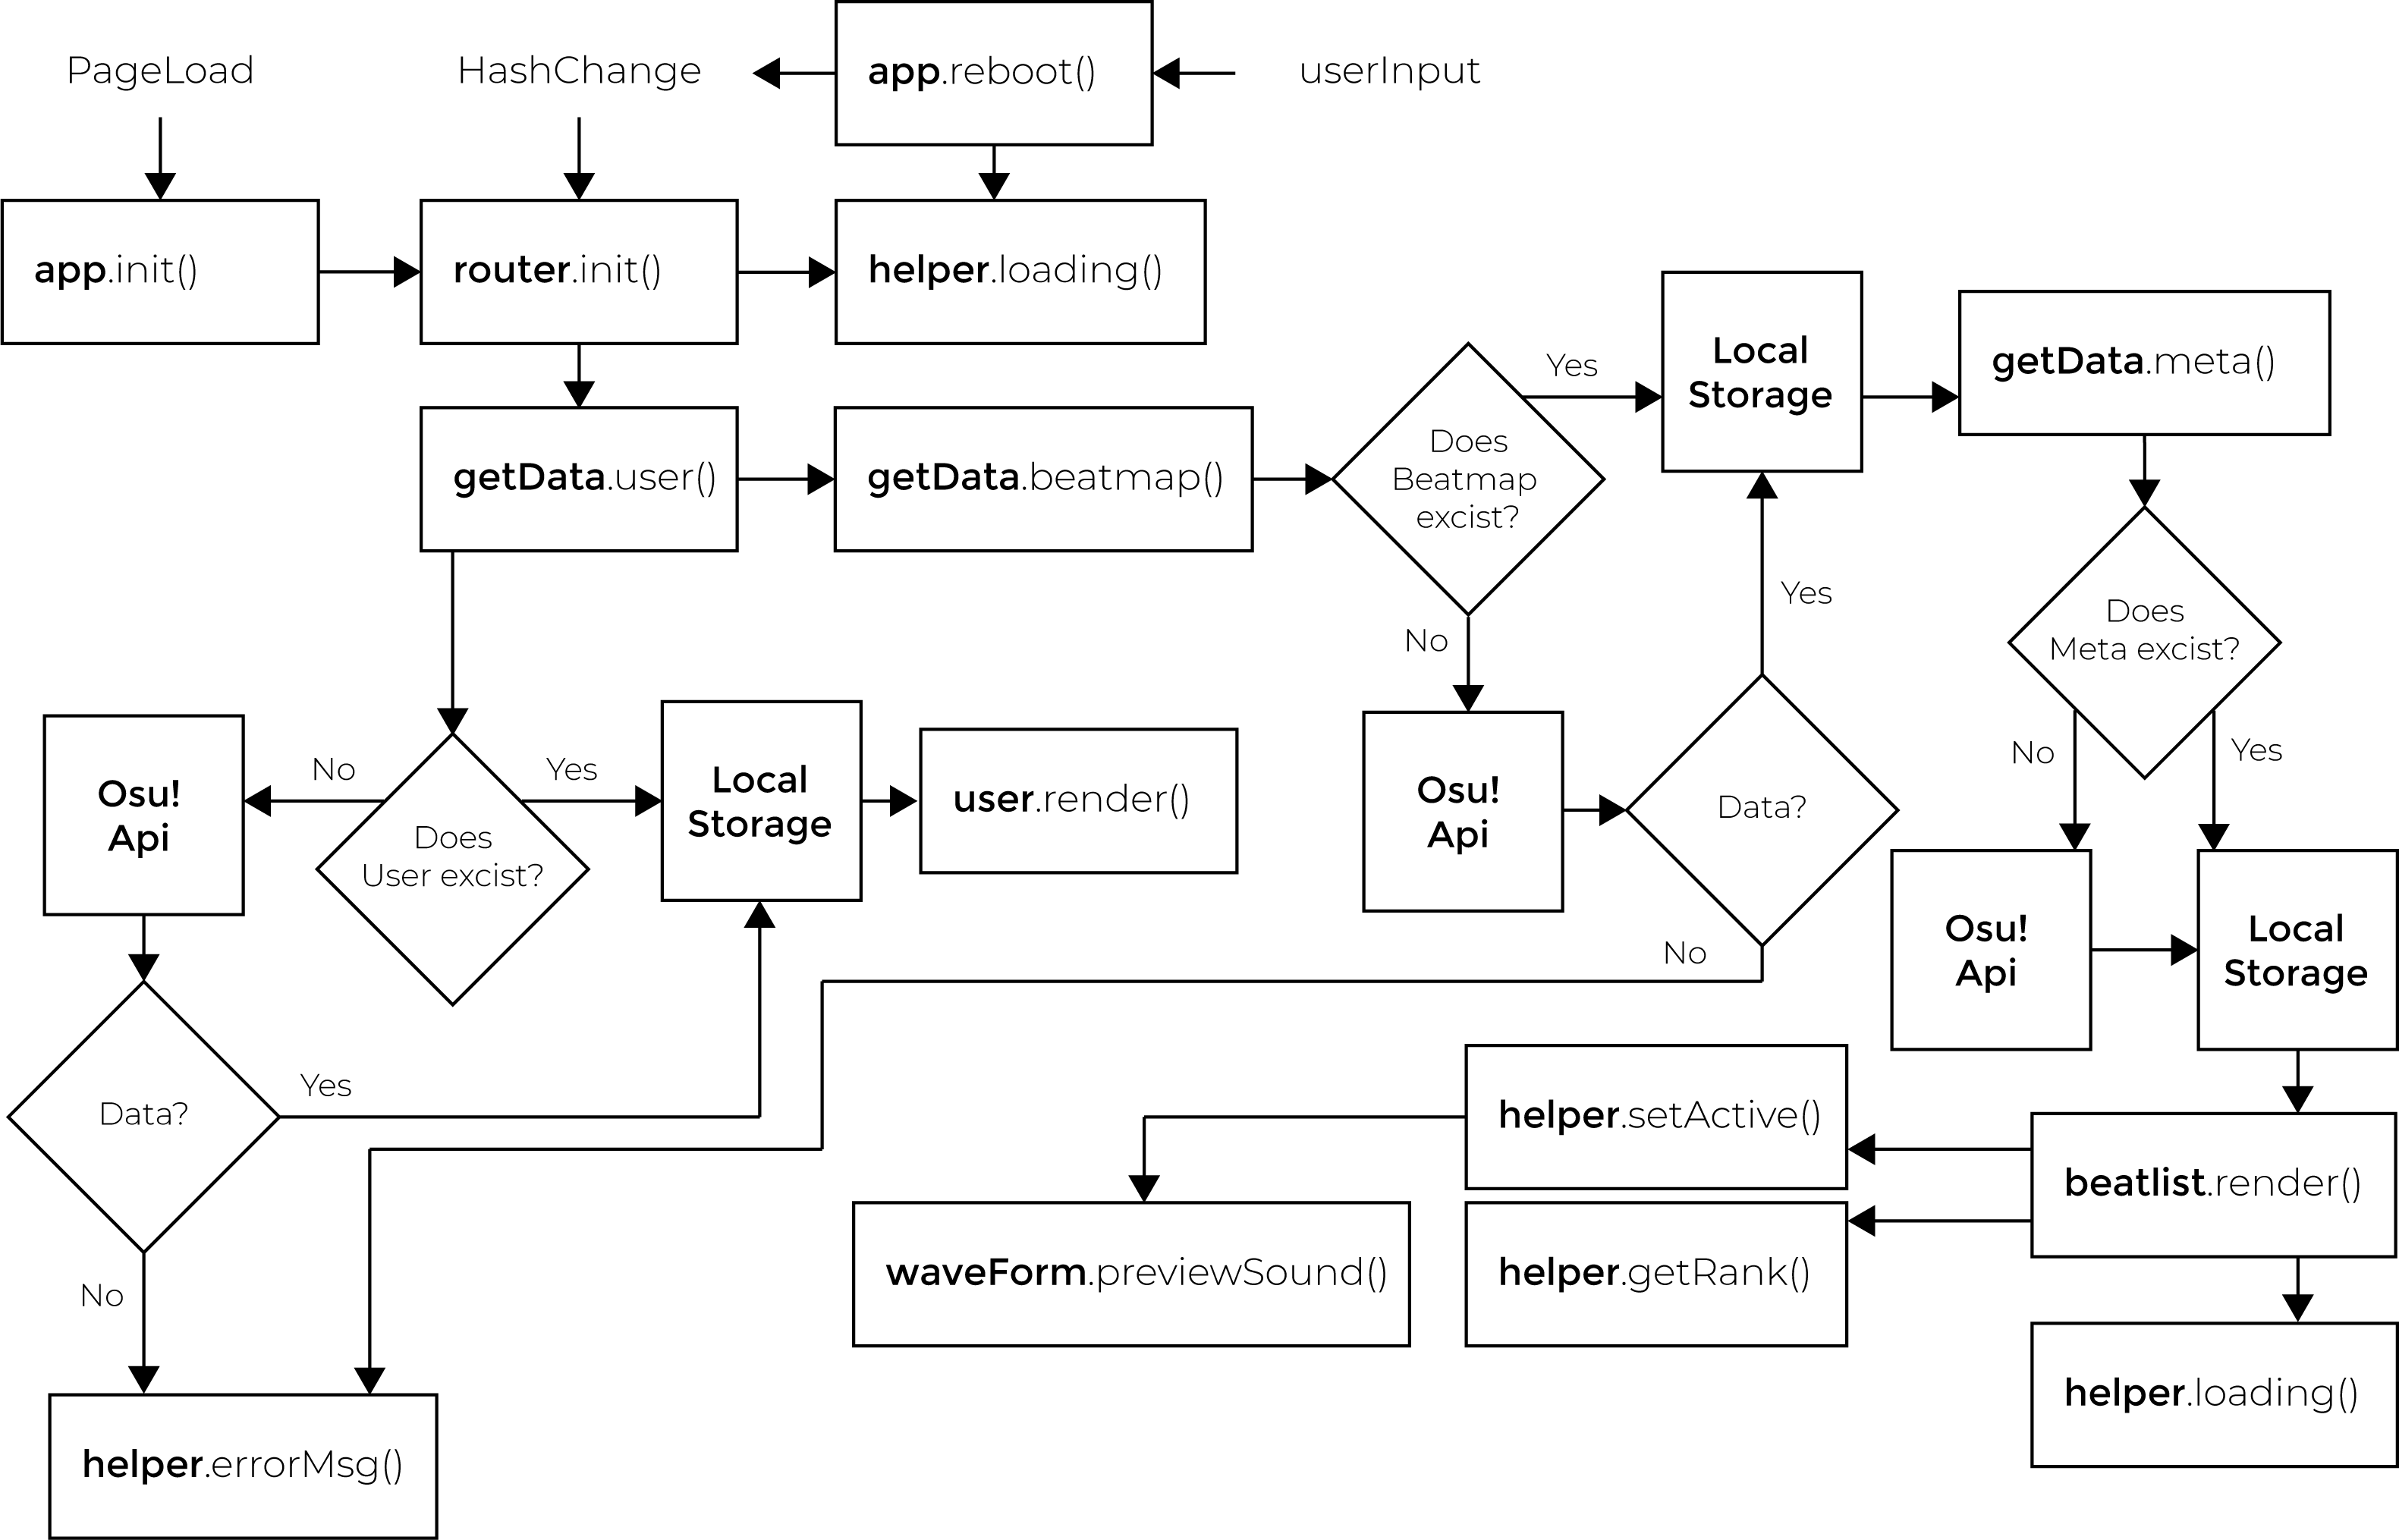 PageLoad
HashChange
app.reboot()
userInput
app.init()
router.init()
helper.loading()
Local
Storage
getData.meta()
Yes
Does
Beatmap
excist?
getData.user()
getData.beatmap()
Yes
Does
Meta excist?
No
No
Yes
Osu!
Api
No
Does
User excist?
Yes
Local
Storage
user.render()
Osu!
Api
Data?
No
Osu!
Api
Local
Storage
Data?
Yes
helper.setActive()
beatlist.render()
waveForm.previewSound()
helper.getRank()
No
helper.loading()
helper.errorMsg()